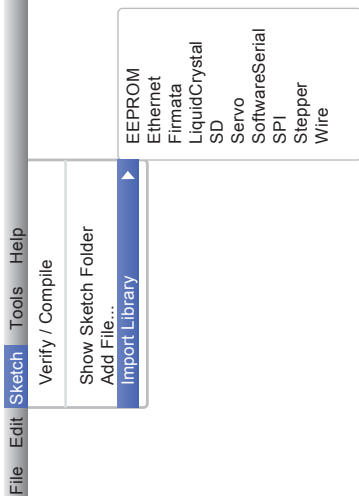 File Edit Sketch Tools Help
Verify / Compile
Show Sketch Folder
Add File...
Import Library
EEPROM
Ethernet
Firmata
LiquidCrystal
SD
Servo
SoftwareSerial
SPI
Stepper
Wire